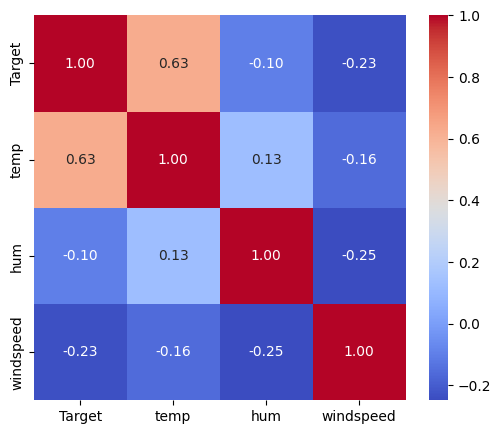 Target 1.00 0.63 -0.10 -0.23
temp 0.63 1.00 0.13 -0.16
hum -0.10 0.13 1.00 -0.25
windspeed -0.23 -0.16 -0.25 1.00
Target temp hum windspeed
1.0
0.8
0.6
0.4
0.2
0.0
−0.2